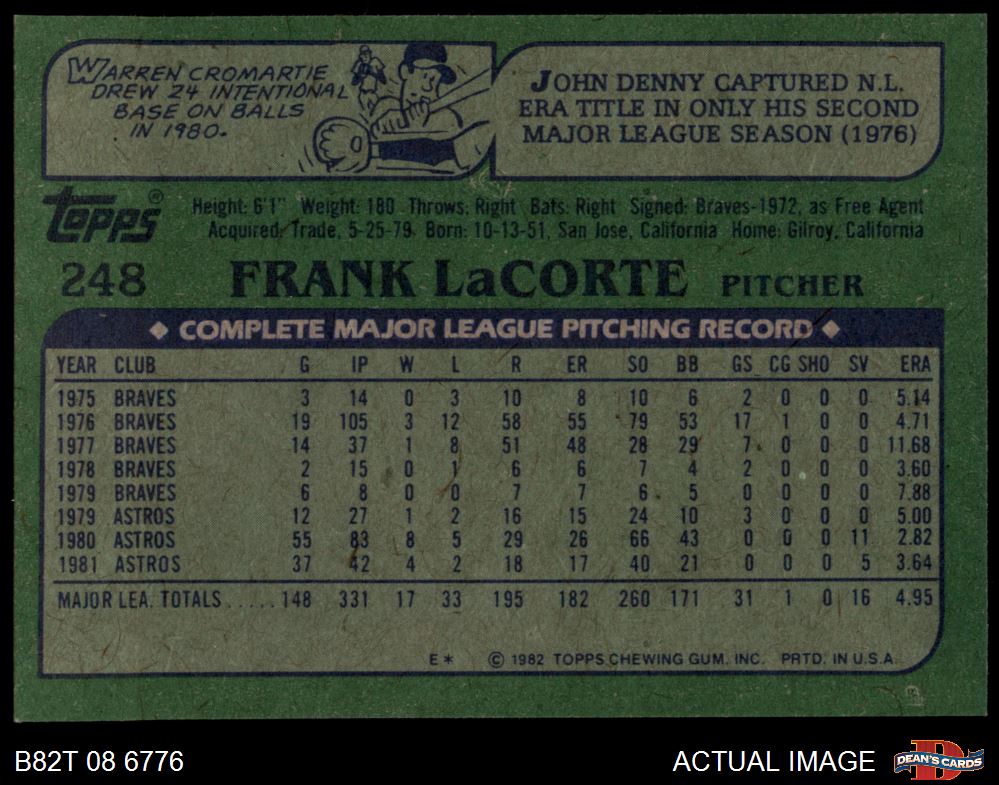 WARREN CROMARTIE
DREW 24 INTENTIONAL
BASE ON BALLS
IN 1980.
JOHN DENNY CAPTURED N.L.
ERA TITLE IN ONLY HIS SECOND
MAJOR LEAGUE SEASON (1976)
TOPPS®
Height: 6'1" Weight: 180 Throws: Right Bats: Right Signed: Braves-1972, as Free Agent
Acquired: Trade, 5-25-79 Born: 10-13-51, San Jose, California Home: Gilroy, California
248 FRANK LaCORTE PITCHER
◆ COMPLETE MAJOR LEAGUE PITCHING RECORD ◆
YEAR CLUB G IP W L R ER SO BB GS CG SHO SV ERA
1975 BRAVES 3 14 0 3 10 8 10 6 2 0 0 0 5.14
1976 BRAVES 19 105 3 12 58 55 79 53 17 1 0 0 4.71
1977 BRAVES 14 37 1 8 51 48 28 29 7 0 0 0 11.68
1978 BRAVES 2 15 0 1 6 6 7 4 2 0 0 0 3.60
1979 BRAVES 6 8 0 0 7 7 6 5 0 0 0 0 7.88
1979 ASTROS 12 27 1 2 16 15 24 10 3 0 0 0 5.00
1980 ASTROS 55 83 8 5 29 26 66 43 0 0 0 11 2.82
1981 ASTROS 37 42 4 2 18 17 40 21 0 0 0 5 3.64
MAJOR LEA. TOTALS.....148 331 17 33 195 182 260 171 31 1 0 16 4.95
E* © 1982 TOPPS CHEWING GUM, INC. PRTD. IN U.S.A.
B82T 08 6776
ACTUAL IMAGE
D
DEAN'S CARDS